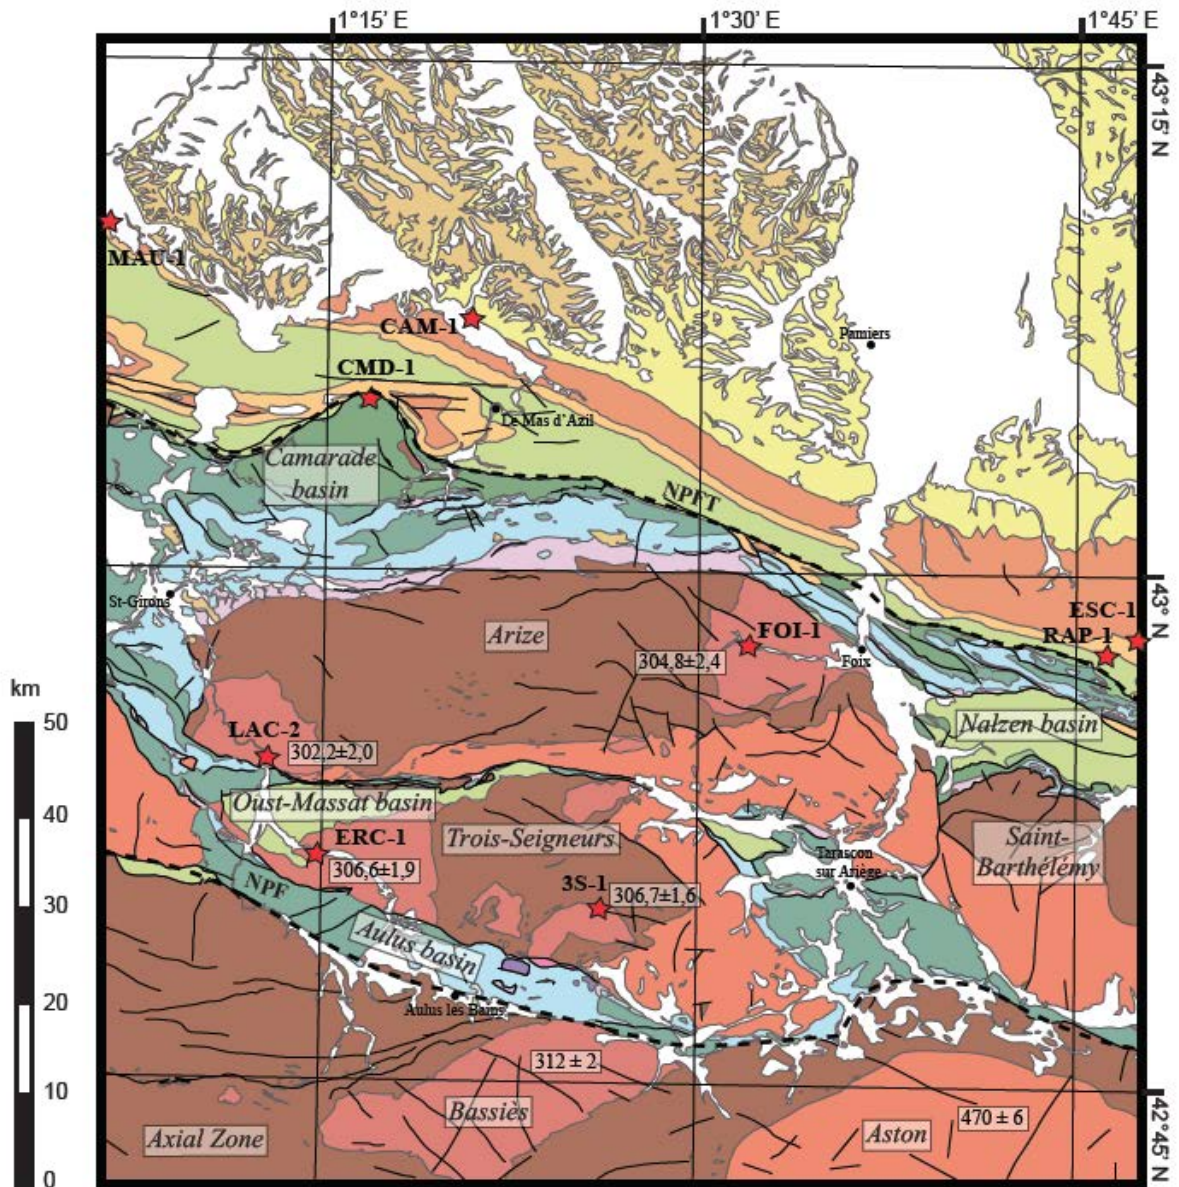 1°15' E
1°30' E
1°45' E
43°15' N
MAU-1
CAM-1
Pamiers
CMD-1
Le Mas d'Azil
Camarade
basin
NPFT
St-Girons
43° N
ESC-1
RAP-1
Arize
FOI-1
304,8±2,4
Foix
km
50
Nalzen basin
LAC-2
302,2±2,0
40
Oust-Massat basin
ERC-1
Trois-Seigneurs
Saint-
Barthélémy
306,6±1,9
Tarascon
sur Ariège
30
NPF
3S-1
306,7±1,6
Aulus basin
20
Aulus les Bains
312 ± 2
10
42°45' N
Bassiès
470 ± 6
Axial Zone
Aston
0